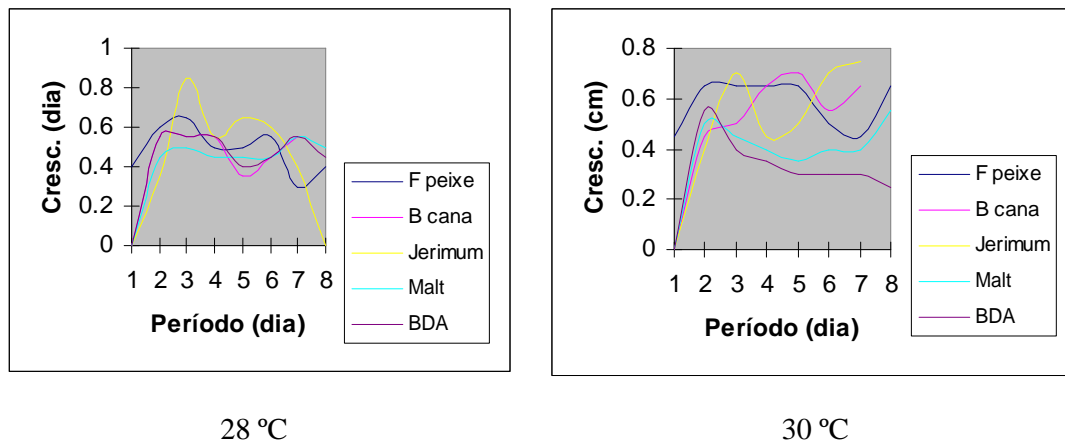 Cresc. (dia)
1
0.8
0.6
0.4
0.2
0
1 2 3 4 5 6 7 8
Período (dia)
F peixe
B cana
Jerimum
Malt
BDA
28 ºC
Cresc. (cm)
0.8
0.6
0.4
0.2
0
1 2 3 4 5 6 7 8
Período (dia)
F peixe
B cana
Jerimum
Malt
BDA
30 ºC